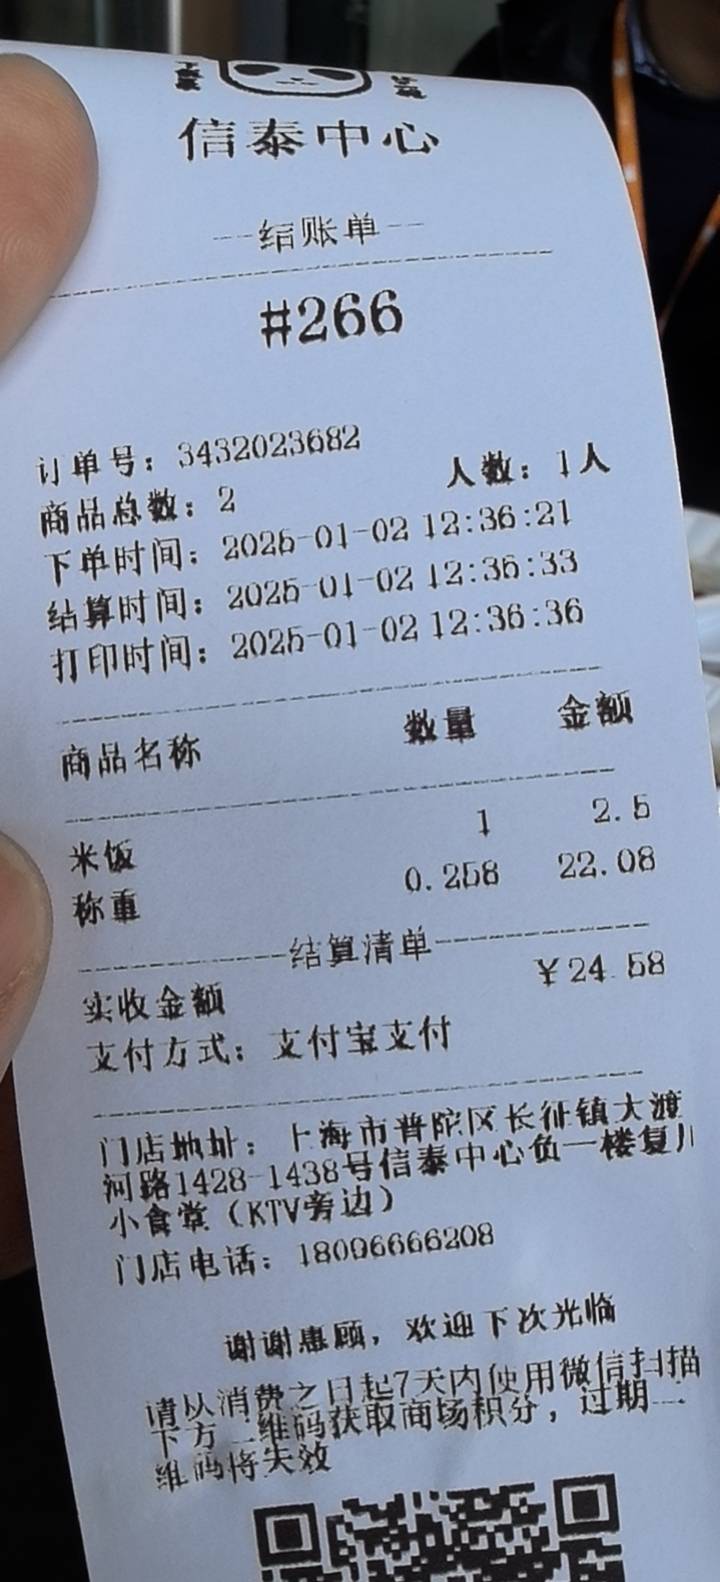 信泰中心
---结账单---
#266
订单号：3432023682
人数：1人
商品总数：2
下单时间：2025-01-02 12:36:21
结算时间：2025-01-02 12:36:33
打印时间：2025-01-02 12:36:36
商品名称 数量 金额
米饭 1 2.5
称重 0.258 22.08
结算清单
实收金额 ￥24.58
支付方式：支付宝支付
门店地址：上海市普陀区长征镇大渡
河路1428-1438号信泰中心负一楼复川
小食堂（KTV旁边）
门店电话：18096666208
谢谢惠顾，欢迎下次光临
请以消费之日起7天内使用微信扫描
下方二维码获取商场积分，过期二
维码将失效